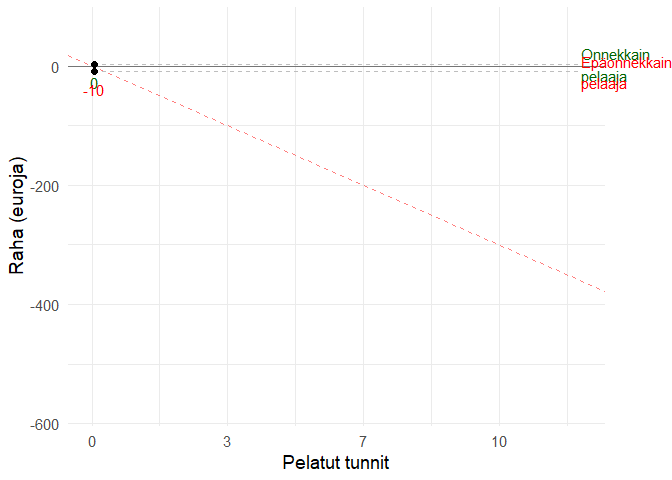 Onnekkain
pelaaja
Epäonnekkain
pelaaja
0
-10
0
-200
-400
-600
Raha (euroja)
0
3
7
10
Pelatut tunnit